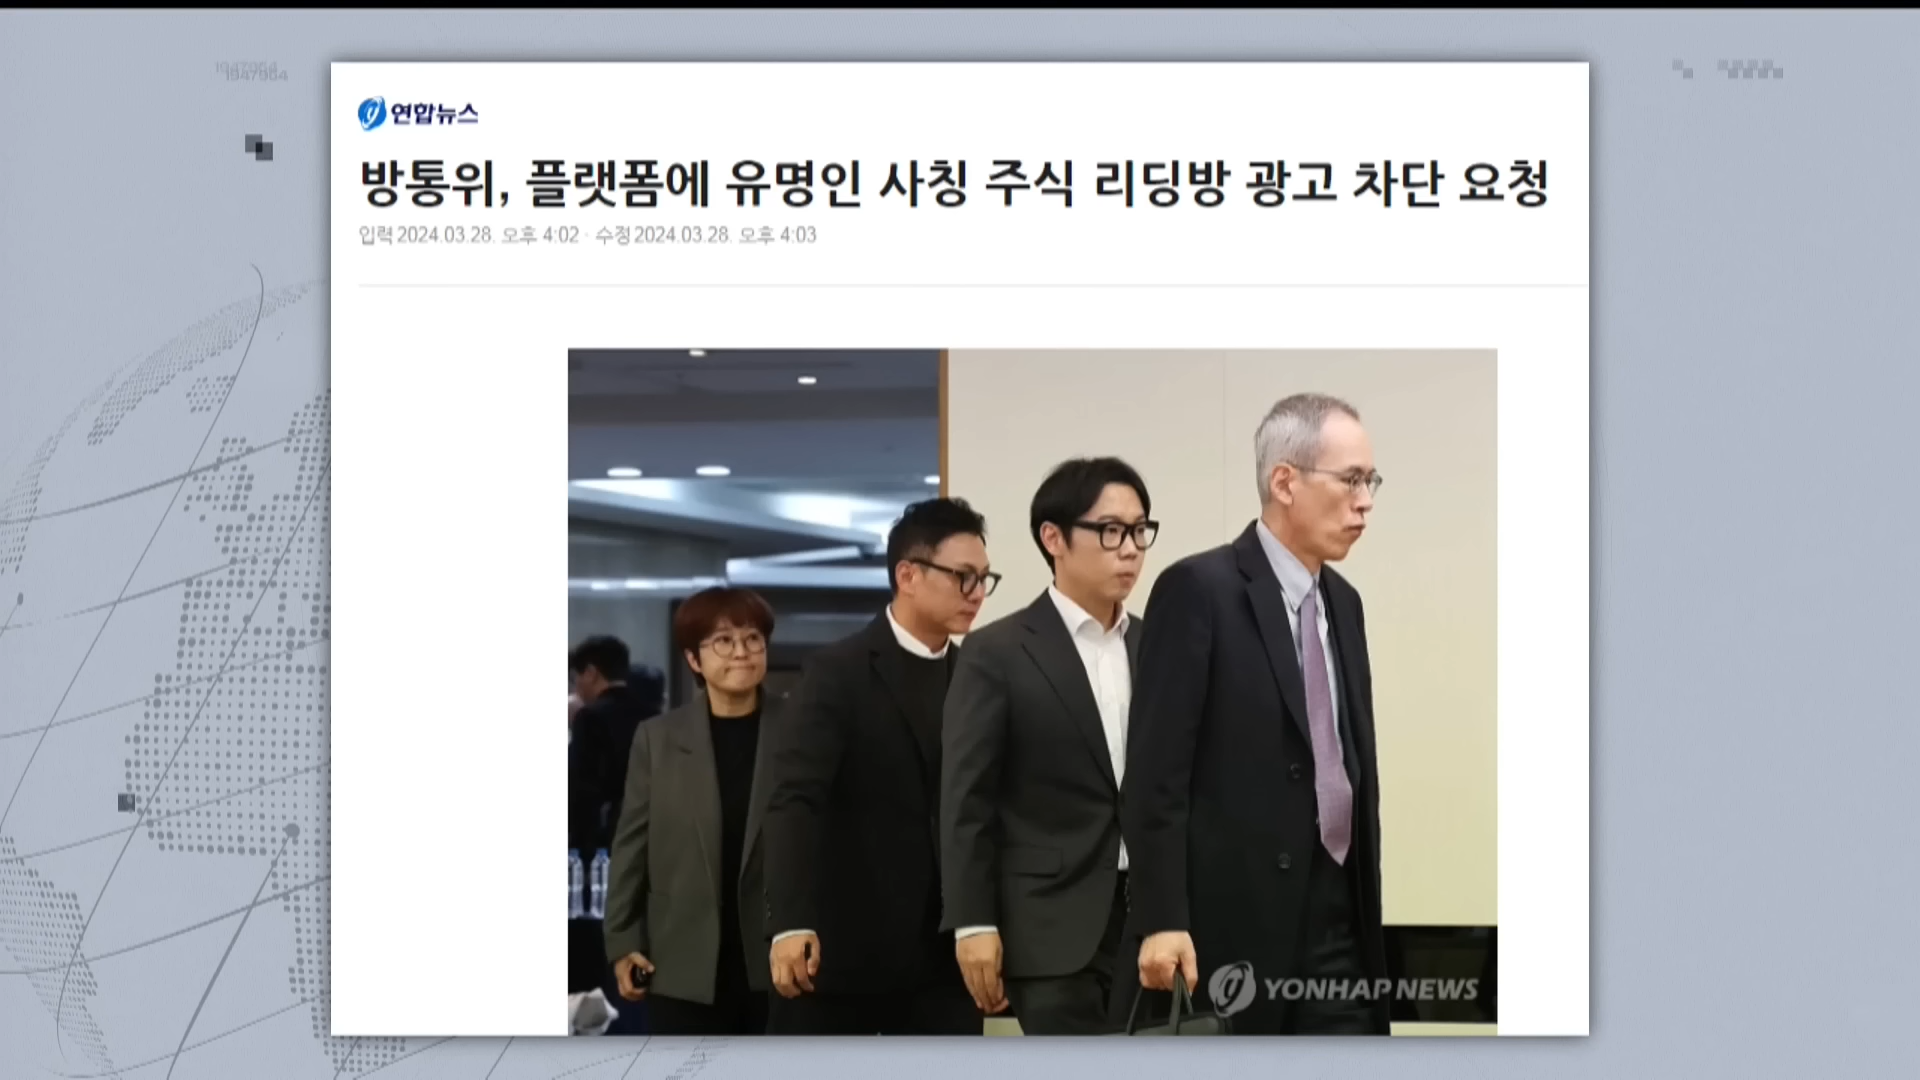 1947964
1947964
연합뉴스
방통위, 플랫폼에 유명인 사칭 주식 리딩방 광고 차단 요청
입력 2024.03.28. 오후 4:02 · 수정 2024.03.28. 오후 4:03
YONHAP NEWS